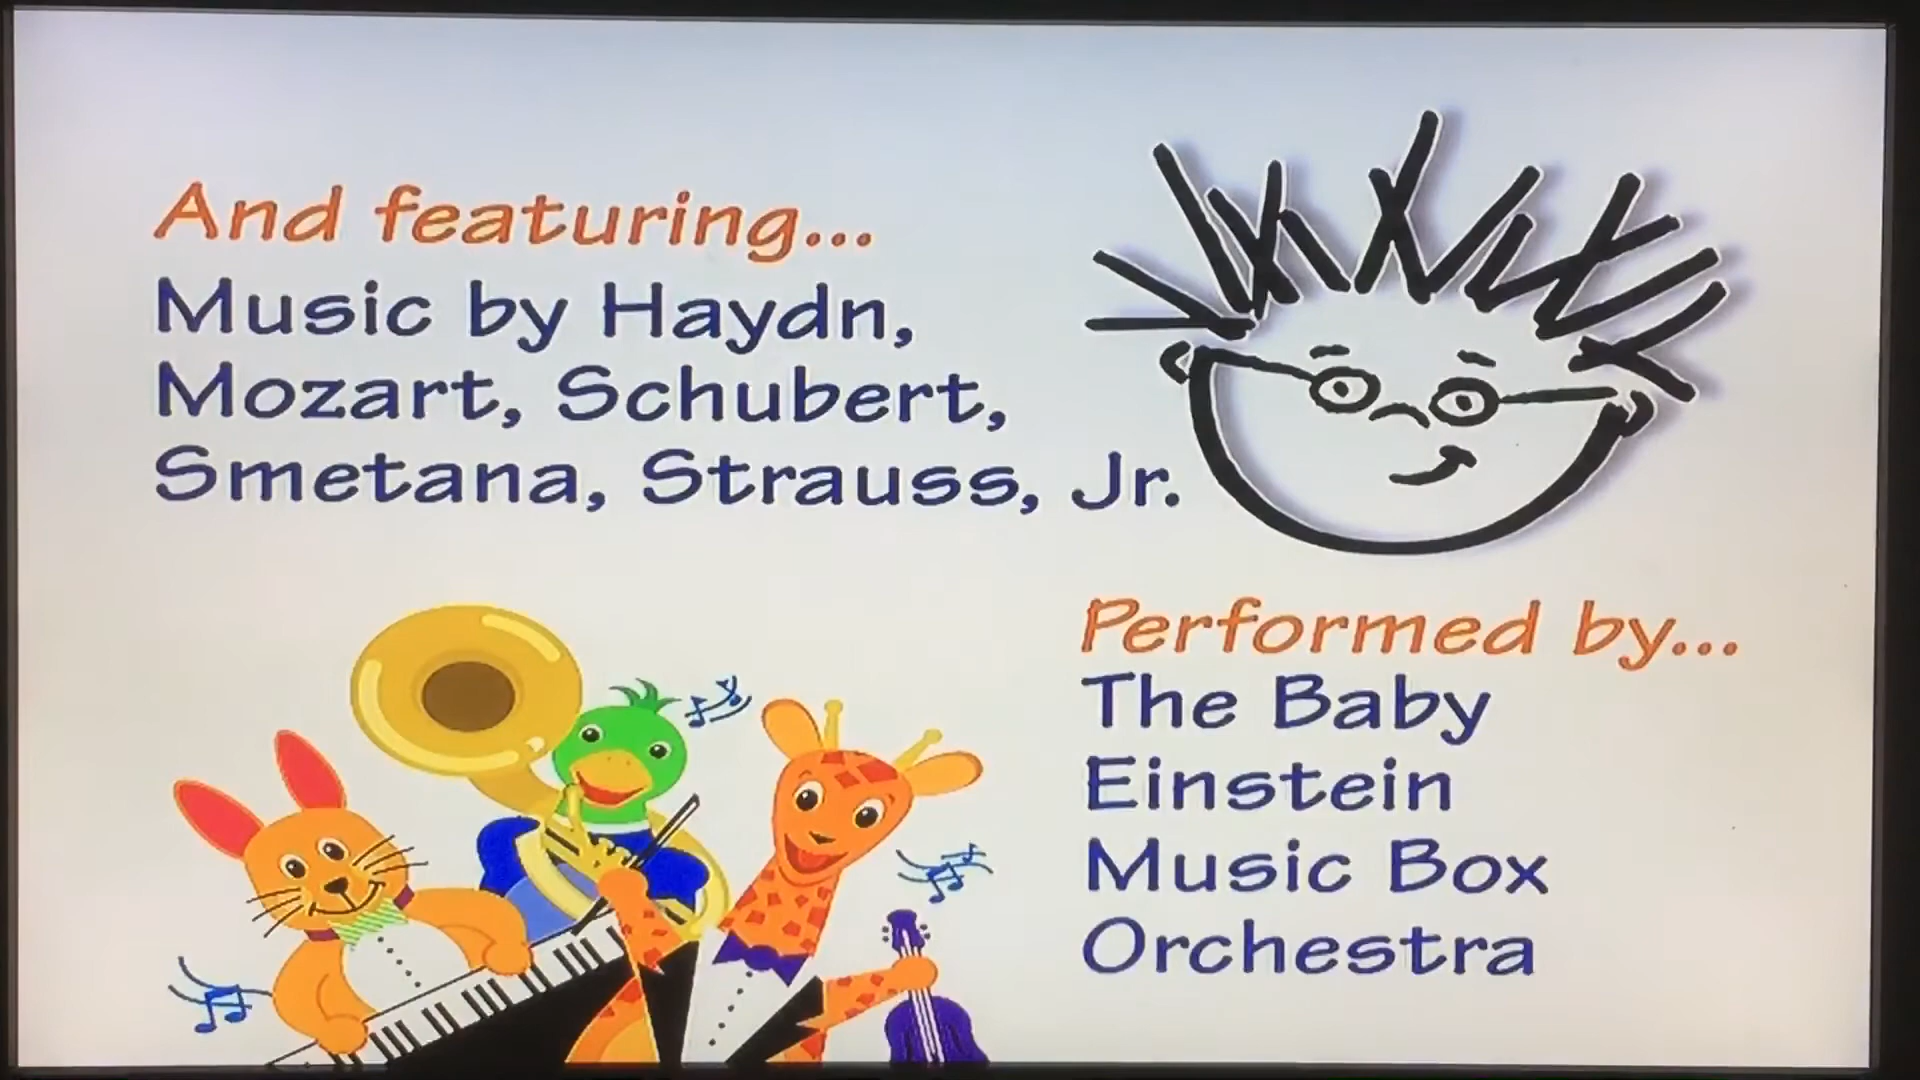 And featuring...
Music by Haydn,
Mozart, Schubert,
Smetana, Strauss, Jr.
Performed by...
The Baby
Einstein
Music Box
Orchestra